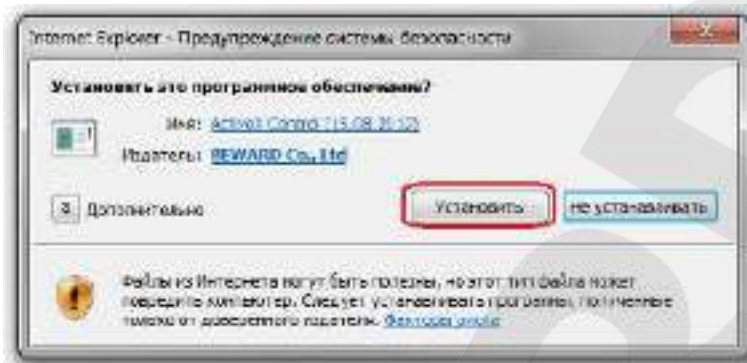 Internet Explorer - Предупреждение системы безопасности
Установить это программное обеспечение?
Имя: ActiveX Control
Издатель: BEWARD Co., Ltd
Дополнительно
Установить
Не устанавливать
Файлы из Интернета могут быть полезны, но этот тип файла может
повредить компьютер. Следует устанавливать программы, полученные
только от доверенного издателя. Факторы риска